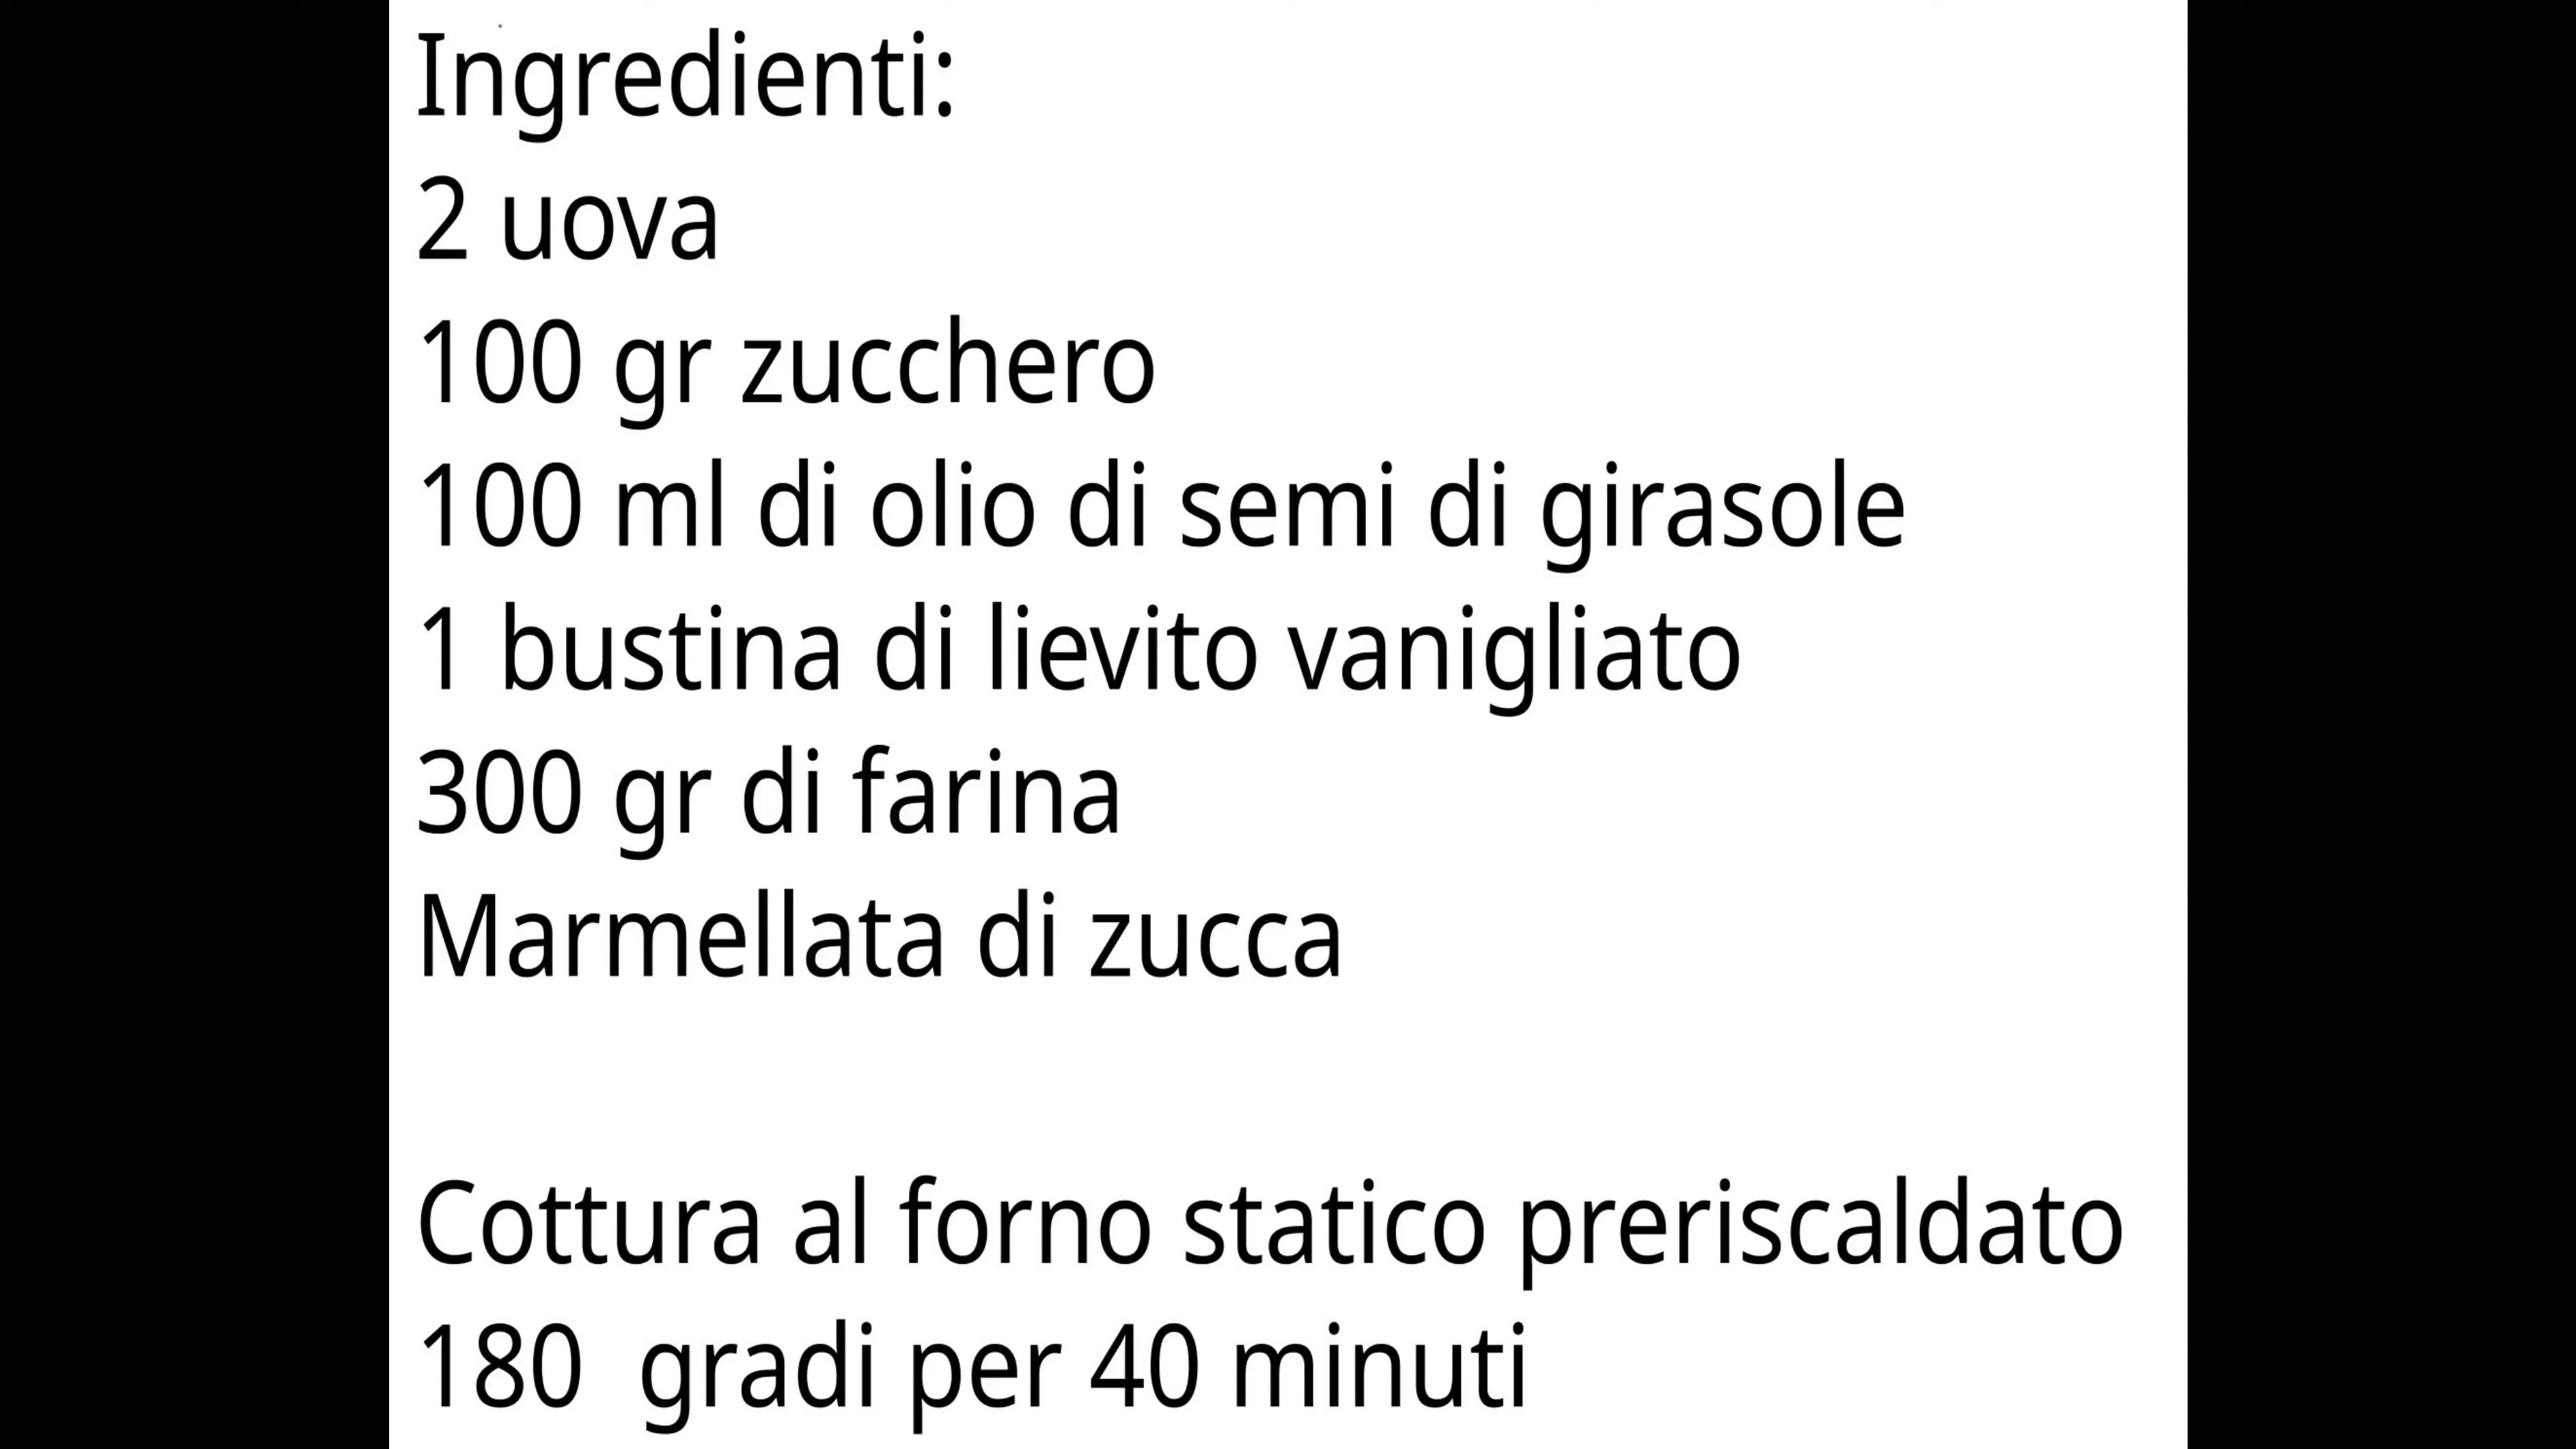 Ingredienti:
2 uova
100 gr zucchero
100 ml di olio di semi di girasole
1 bustina di lievito vanigliato
300 gr di farina
Marmellata di zucca
Cottura al forno statico preriscaldato
180  gradi per 40 minuti